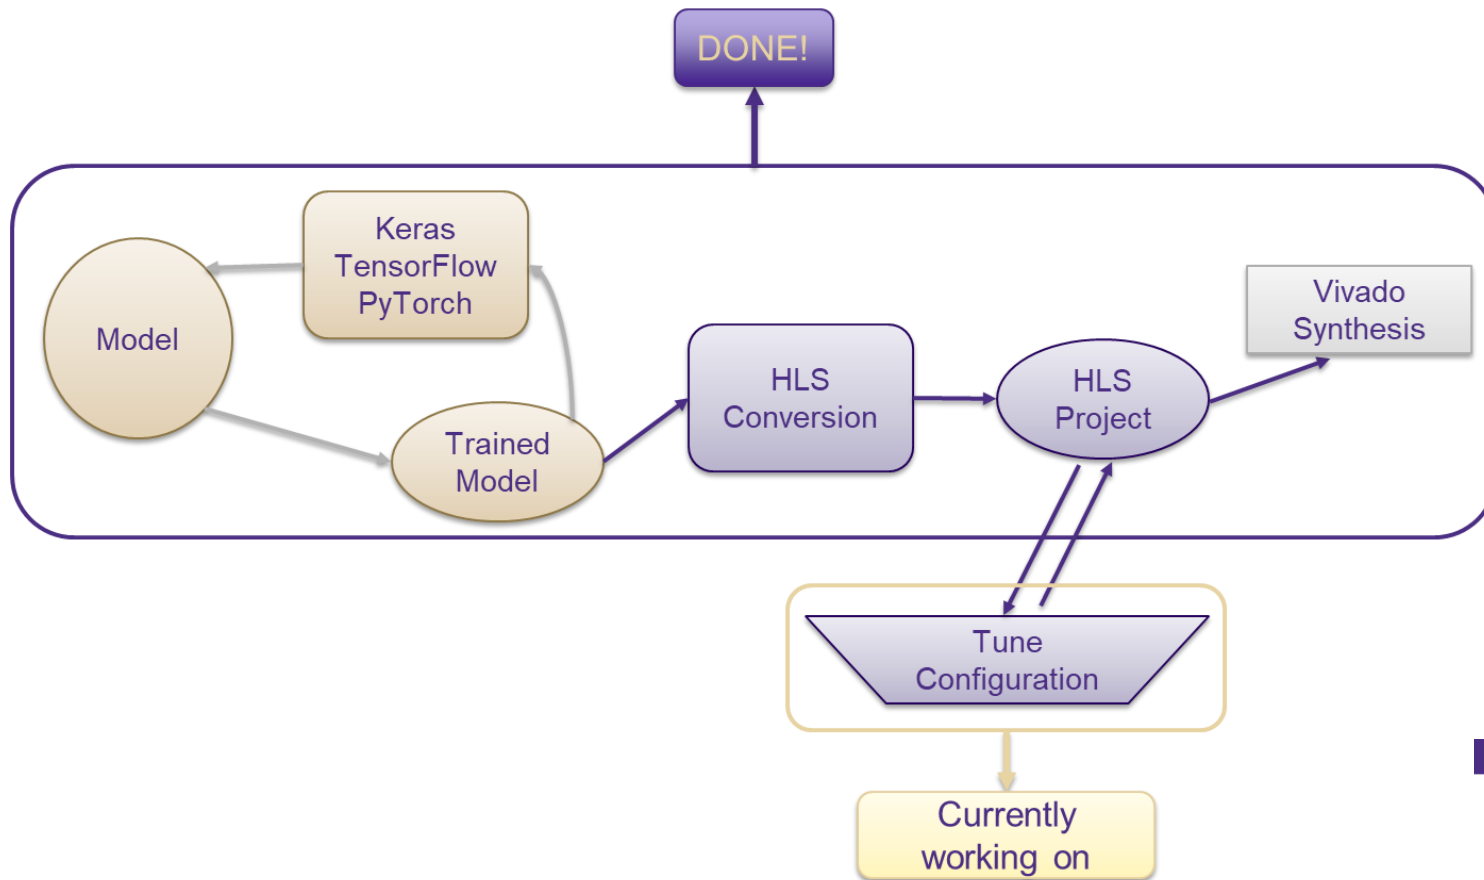 DONE!
Keras
TensorFlow
PyTorch
Model
Trained
Model
HLS
Conversion
HLS
Project
Vivado
Synthesis
Tune
Configuration
Currently
working on